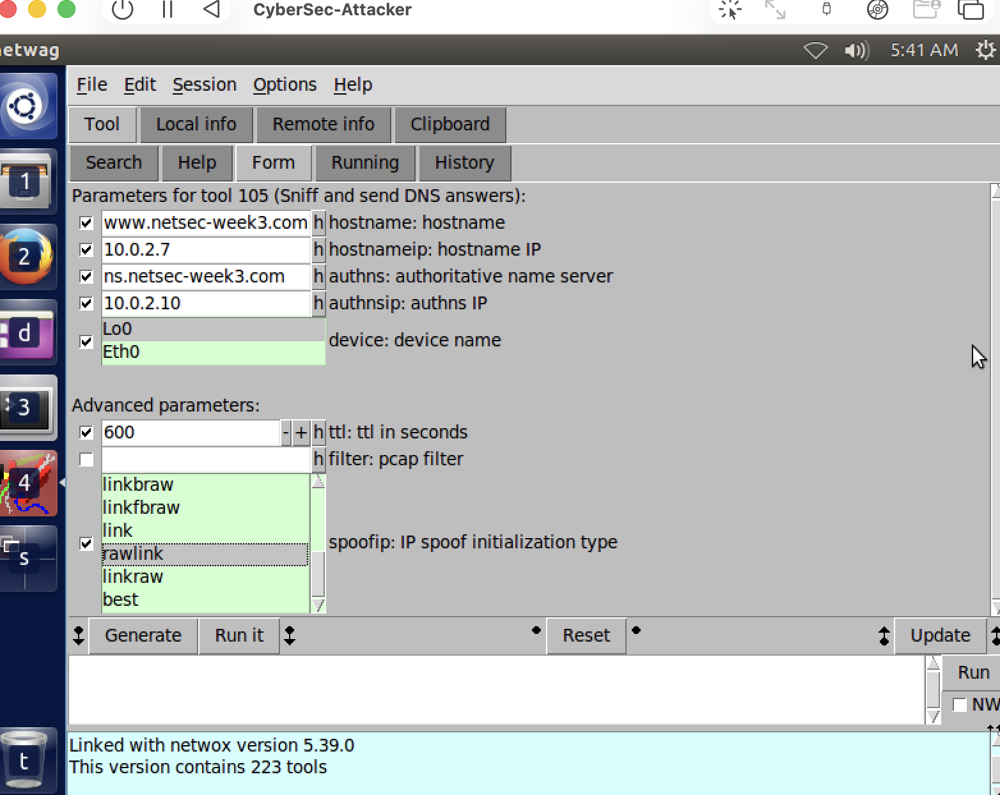 CyberSec-Attacker
etwag
5:41 AM
File Edit Session Options Help
Tool Local info Remote info Clipboard
Search Help Form Running History
Parameters for tool 105 (Sniff and send DNS answers):
www.netsec-week3.com h hostname: hostname
10.0.2.7 h hostnameip: hostname IP
ns.netsec-week3.com h authns: authoritative name server
10.0.2.10 h authnsip: authns IP
Lo0
Eth0
device: device name
Advanced parameters:
600 - + h ttl: ttl in seconds
h filter: pcap filter
linkbraw
linkfbraw
link
rawlink
linkraw
best
spoofip: IP spoof initialization type
Generate Run it Reset Update
Run
NW
Linked with netwox version 5.39.0
This version contains 223 tools
1
2
d
3
4
s
t